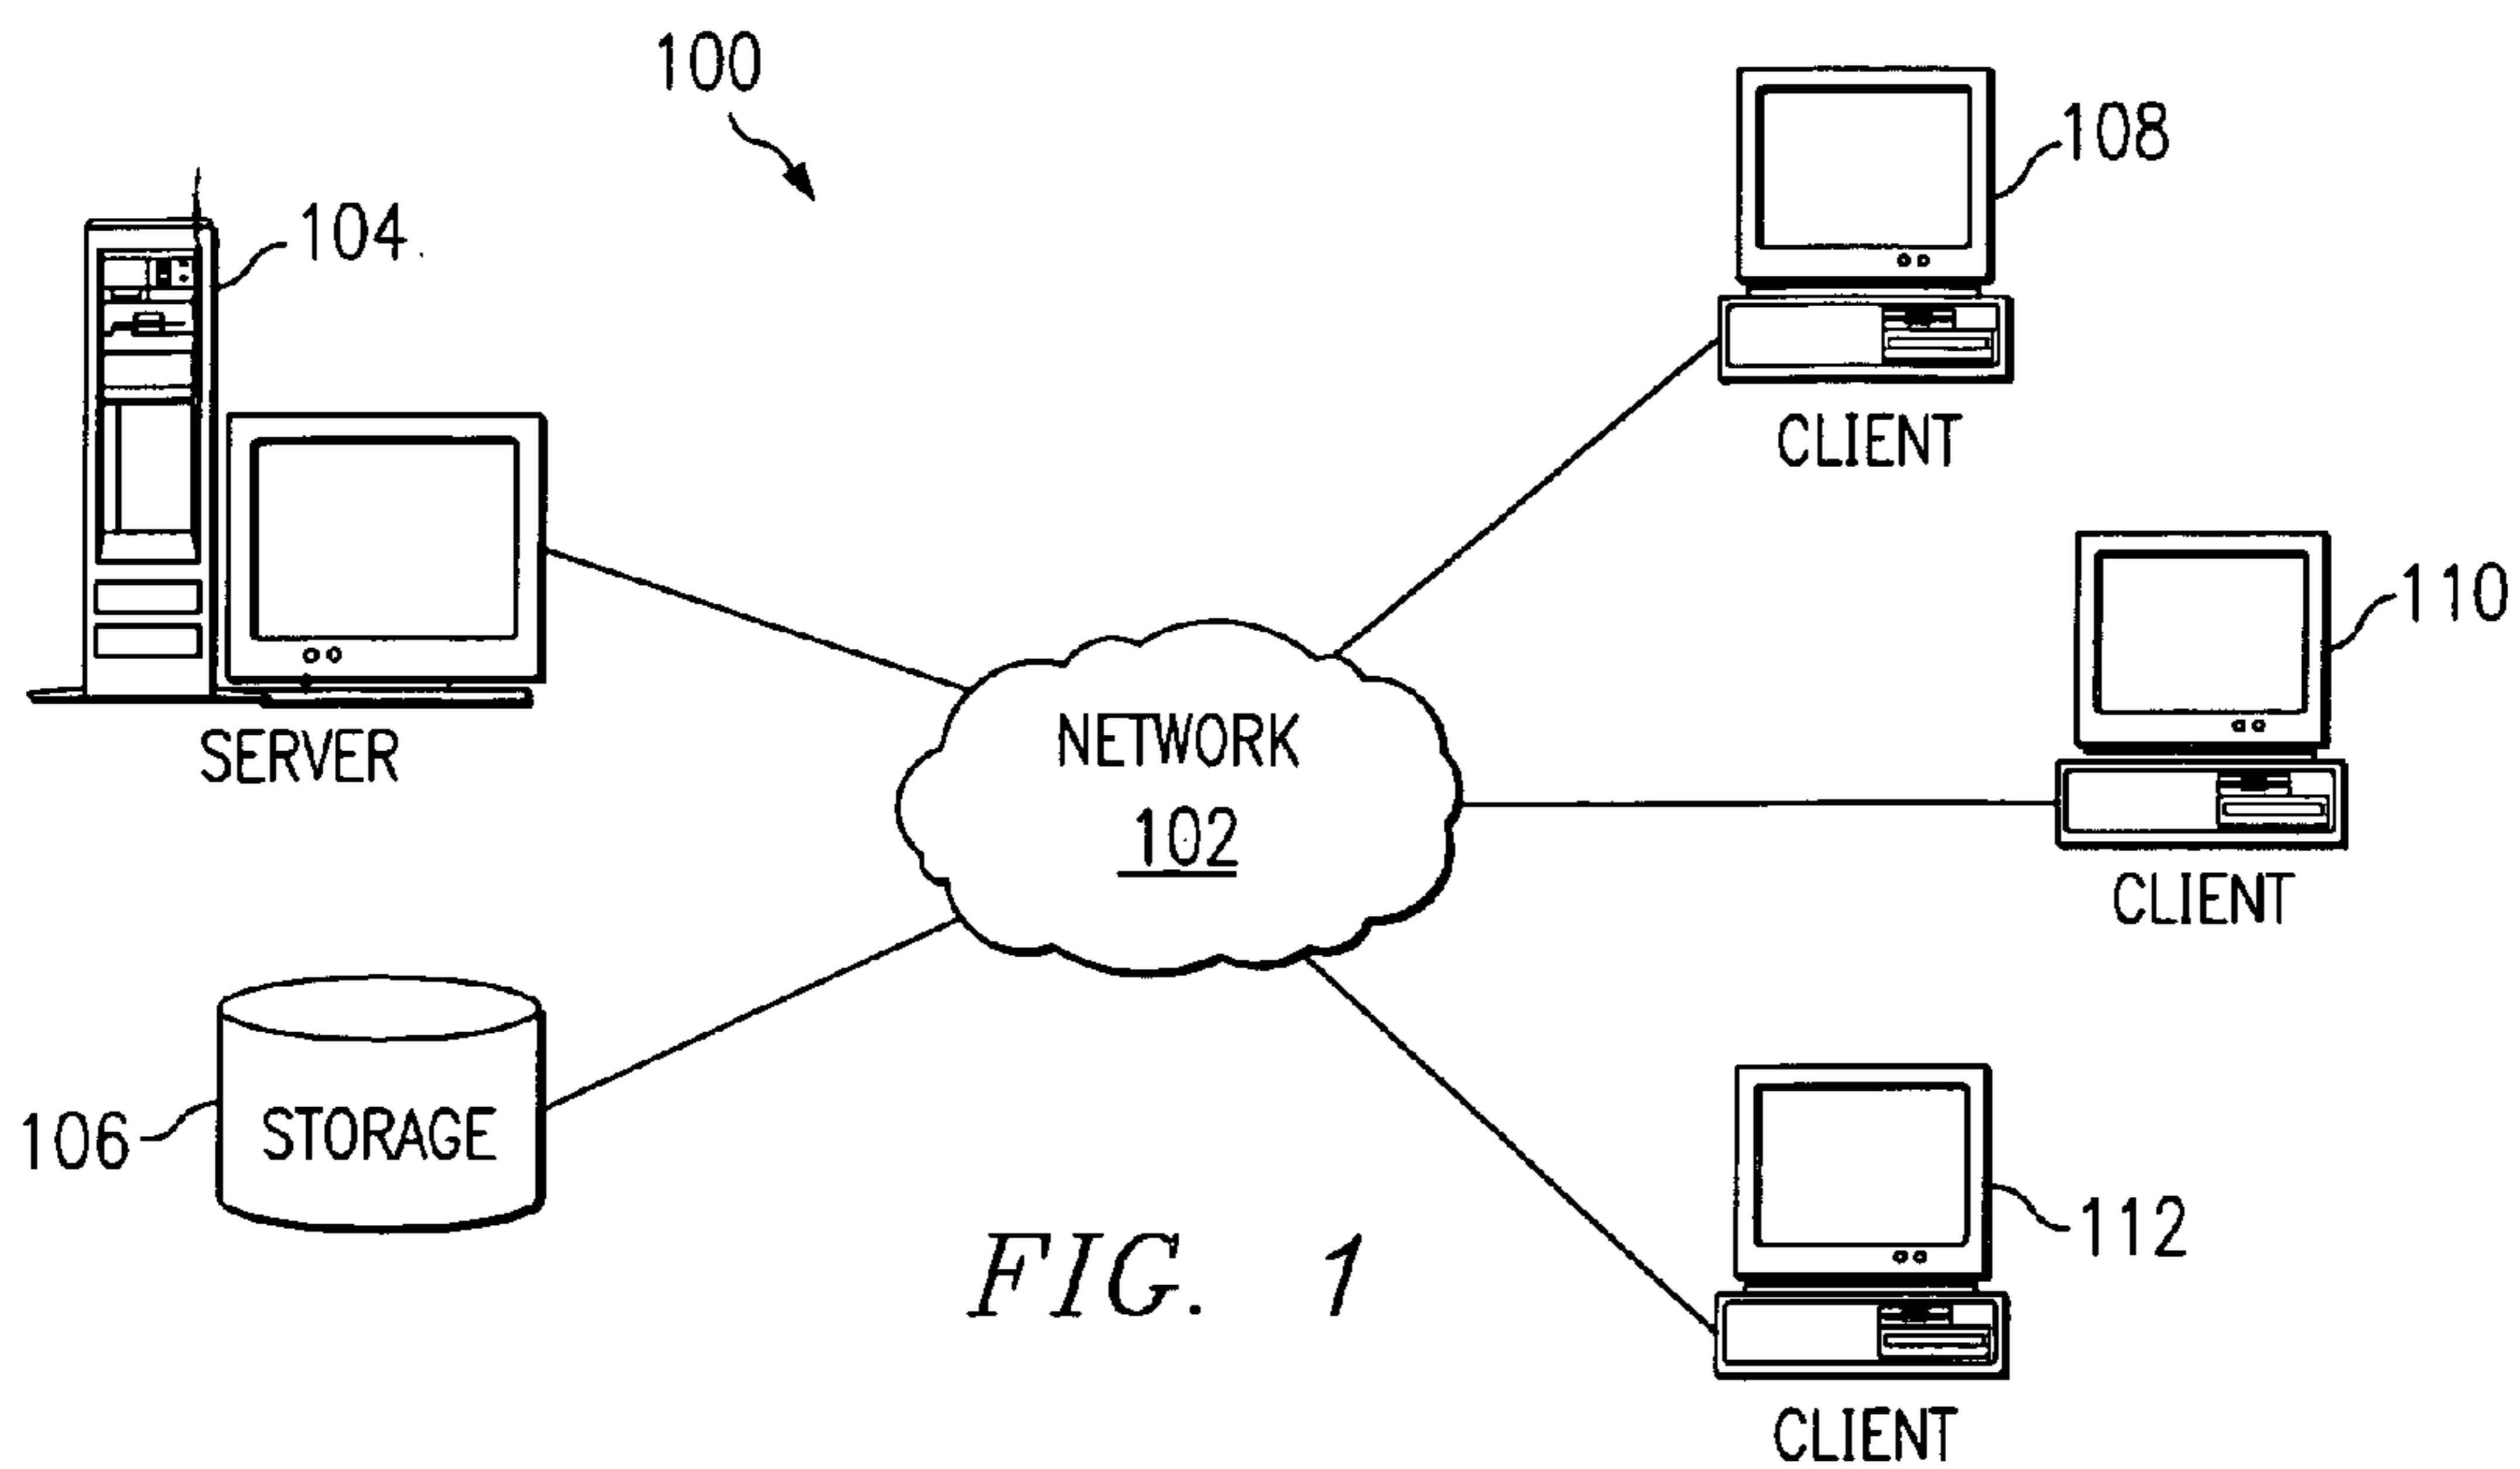 100
108
104.
CLIENT
110
NETWORK
SERVER
102
CLIENT
106
STORAGE
112
FIG. 1
CLIENT